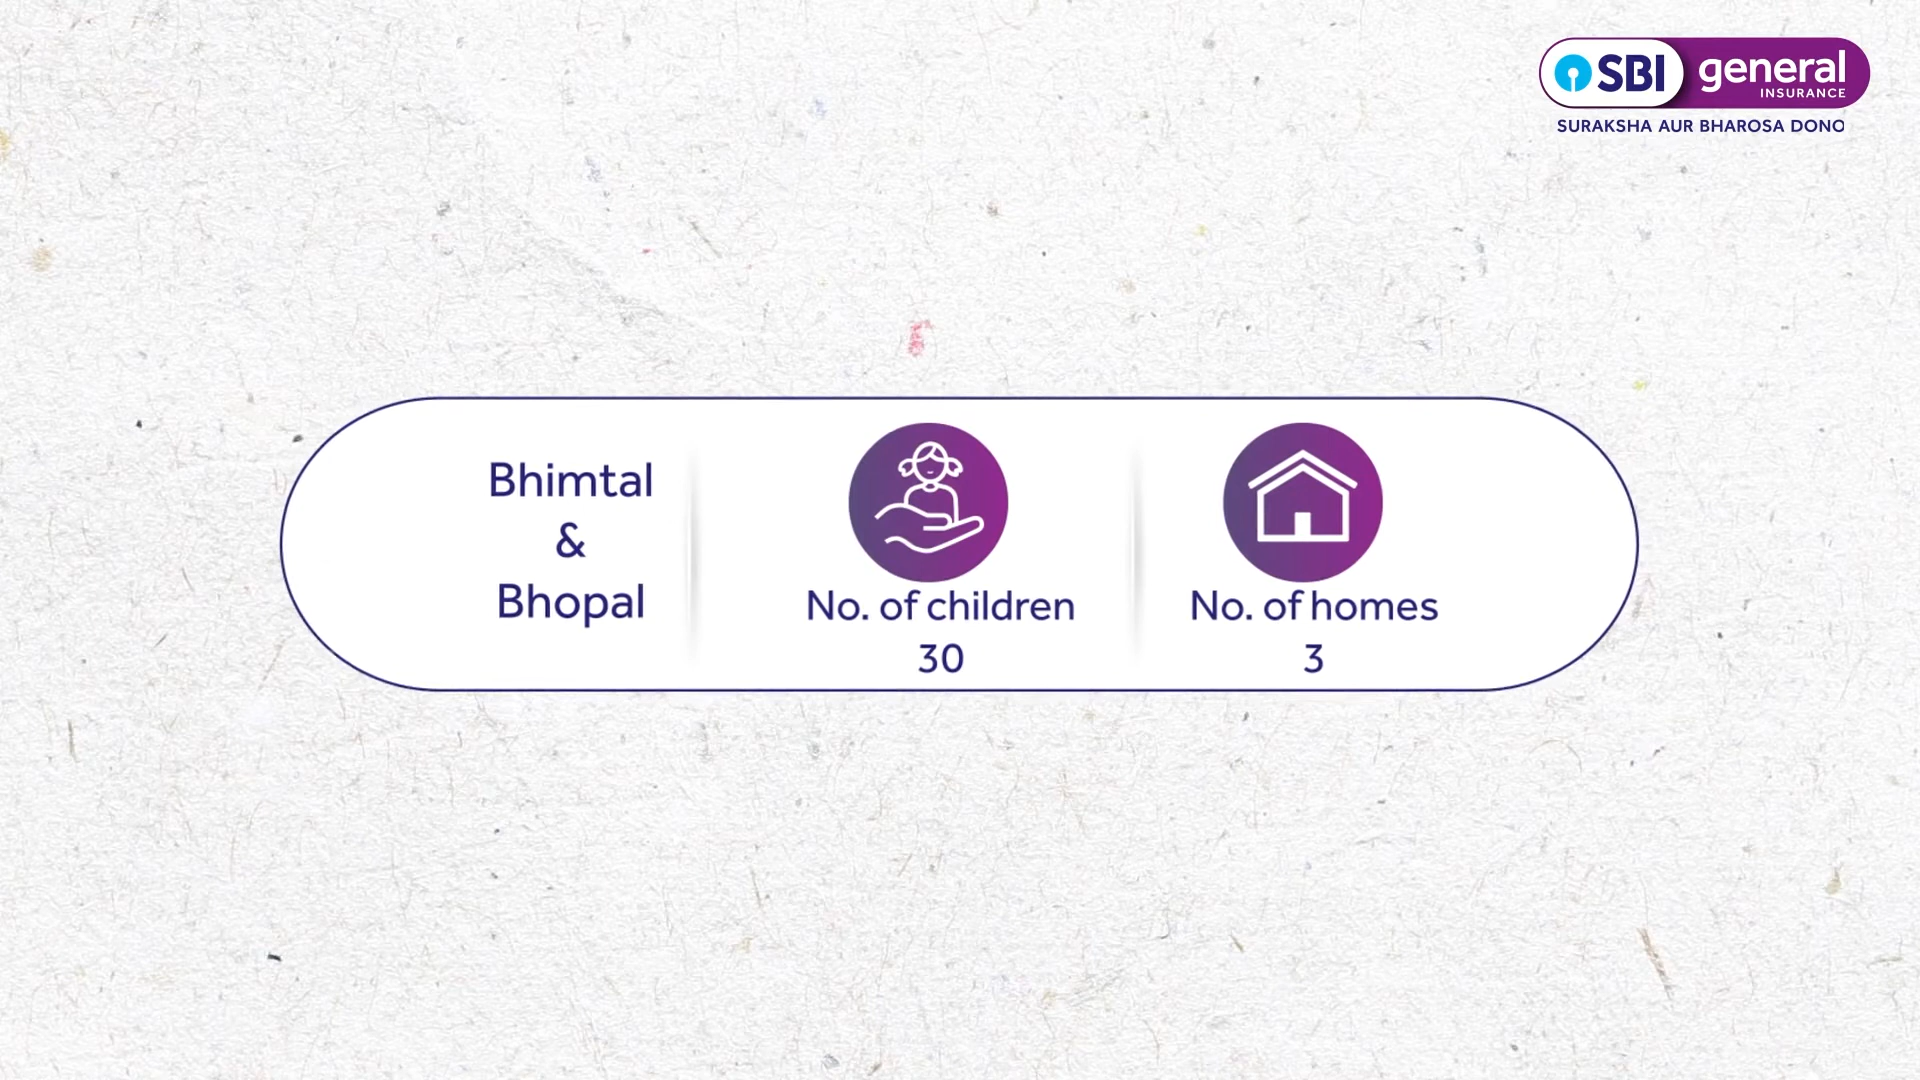 SBI general
INSURANCE
SURAKSHA AUR BHAROSA DONO
Bhimtal
&
Bhopal
No. of children
30
No. of homes
3